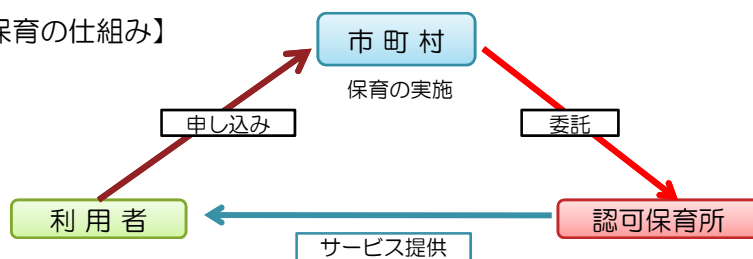 保育の仕組み】
市町村
保育の実施
申し込み
委託
利用者
認可保育所
サービス提供